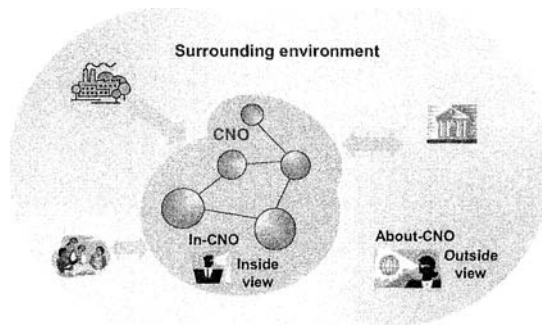 Surrounding environment
CNO
In-CNO
Inside
view
About-CNO
Outside
view